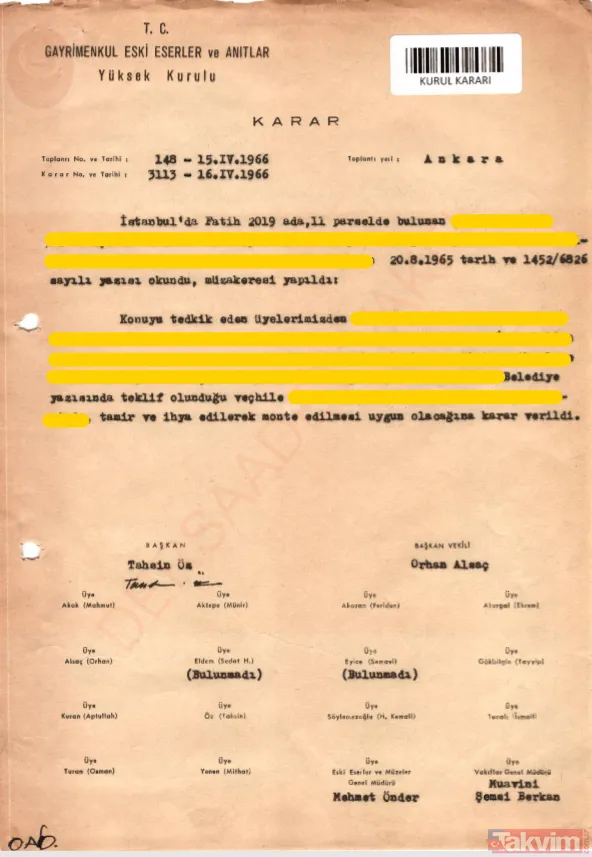 T. C.
GAYRİMENKUL ESKİ ESERLER ve ANITLAR
Yüksek Kurulu
KURUL KARARI
KARAR
Toplantı No. ve Tarihi : 148 - 15.IV.1966 Toplantı yeri : Ankara
Karar No. ve Tarihi : 3113 - 16.IV.1966
İstanbul'da Fatih 2019 ada,11 parselde bulunan
20.8.1965 tarih ve 1452/6826
sayılı yazısı okundu, müzakeresi yapıldı:
Konuyu tedkik eden üyelerimizden
Belediye
yazısında teklif olunduğu veçhile
, tamir ve ihya edilerek monte edilmesi uygun olacağına karar verildi.
BAŞKAN BAŞKAN VEKİLİ
Tahsin Öz Orhan Alsaç
Üye Üye Üye Üye
Akok (Mahmut) Aktepe (Münir) Akozan (Feridun) Akurgal (Ekrem)
Üye Üye Üye Üye
Alsaç (Orhan) Eldem (Sedat H.) Eyice (Semavi) Gökbilgin (Tayyip)
(Bulunmadı) (Bulunmadı)
Üye Üye Üye Üye
Kuran (Aptullah) Öz (Tahsin) Söylemezoğlu (H. Kemali) (İsmail)
Üye Üye Üye Üye
Turan (Osman) Yenen (Mithat) Eski Eserler ve Müzeler Vakıflar Genel Müdürü
Genel Müdürü Muavini
Mehmet Önder Şemsi Berkan
Takvim